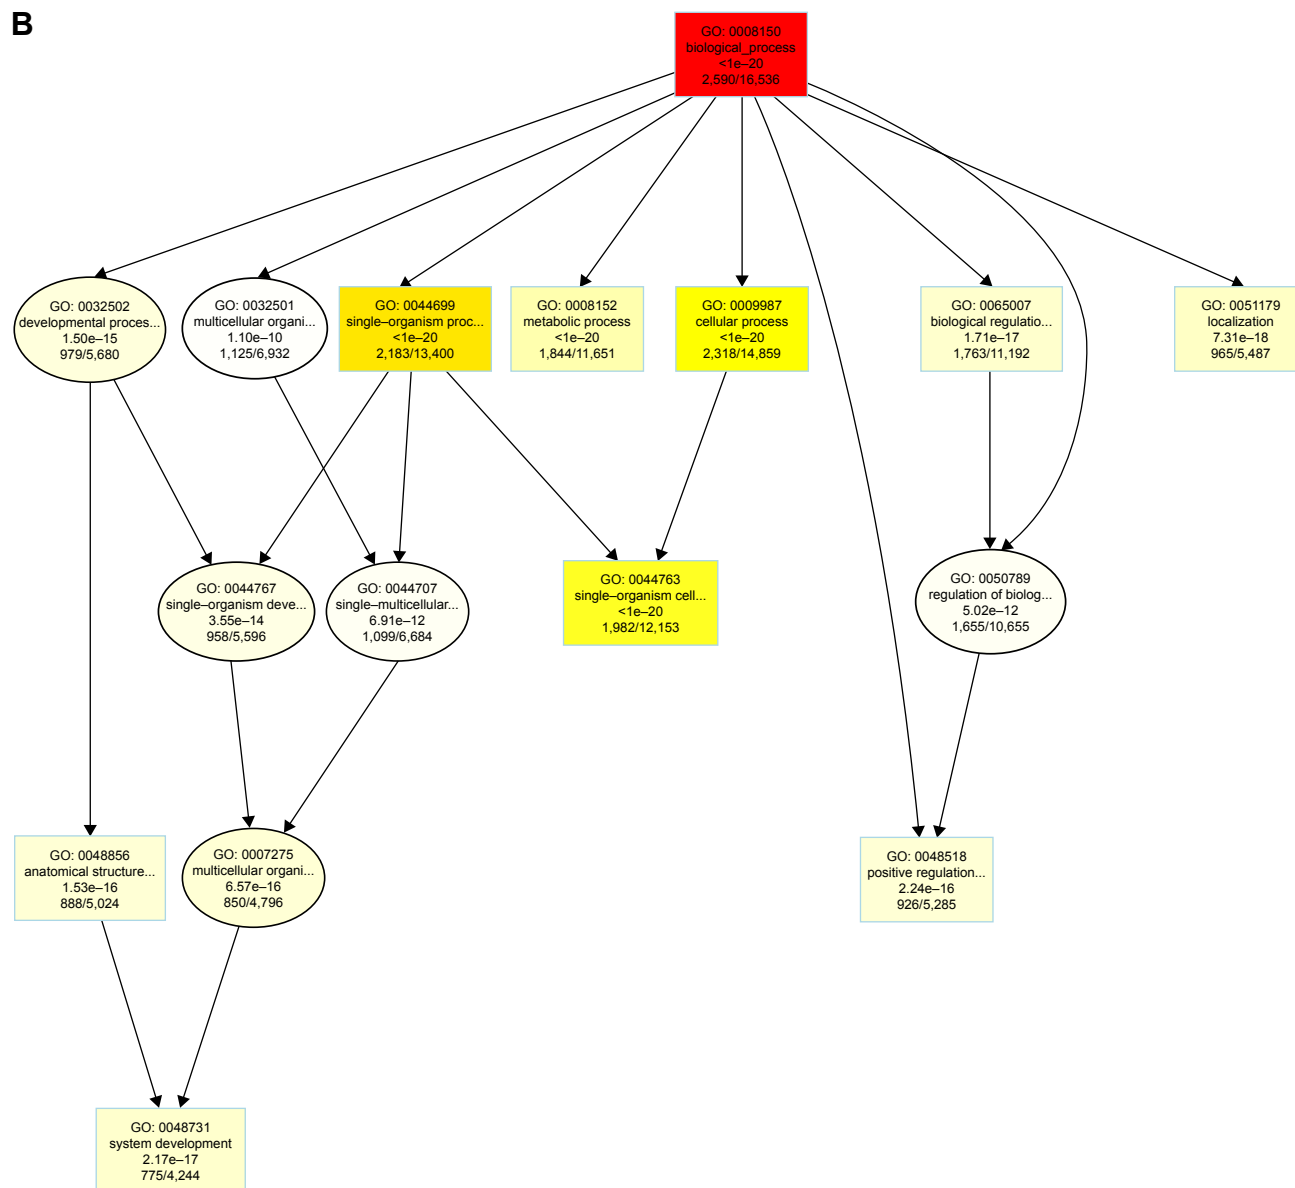 B
GO: 0008150
biological_process
<1e–20
2,590/16,536
GO: 0032502
developmental proces...
1.50e–15
979/5,680
GO: 0032501
multicellular organi...
1.10e–10
1,125/6,932
GO: 0044699
single–organism proc...
<1e–20
2,183/13,400
GO: 0008152
metabolic process
<1e–20
1,844/11,651
GO: 0009987
cellular process
<1e–20
2,318/14,859
GO: 0065007
biological regulatio...
1.71e–17
1,763/11,192
GO: 0051179
localization
7.31e–18
965/5,487
GO: 0044767
single–organism deve...
3.55e–14
958/5,596
GO: 0044707
single–multicellular...
6.91e–12
1,099/6,684
GO: 0044763
single–organism cell...
<1e–20
1,982/12,153
GO: 0050789
regulation of biolog...
5.02e–12
1,655/10,655
GO: 0048856
anatomical structure...
1.53e–16
888/5,024
GO: 0007275
multicellular organi...
6.57e–16
850/4,796
GO: 0048518
positive regulation...
2.24e–16
926/5,285
GO: 0048731
system development
2.17e–17
775/4,244